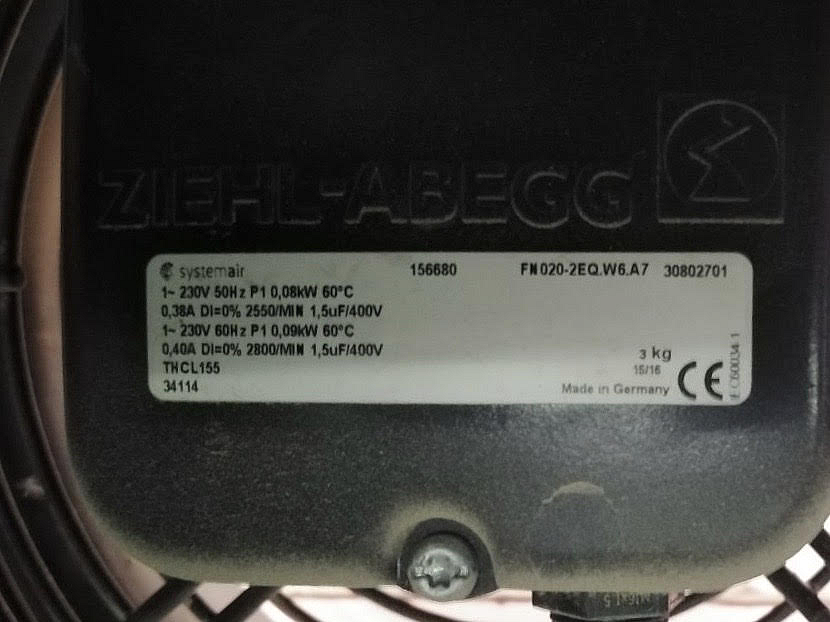 ZIEHL-ABEGG
systemair 156680 FN020-2EQ.W6.A7 30802701
1~ 230V 50Hz P1 0,08kW 60°C
0,38A DI=0% 2550/MIN 1,5uF/400V
1~ 230V 60Hz P1 0,09kW 60°C
0,40A DI=0% 2800/MIN 1,5uF/400V
THCL155 3 kg
15/16
34114 Made in Germany CE
IEC60034-1